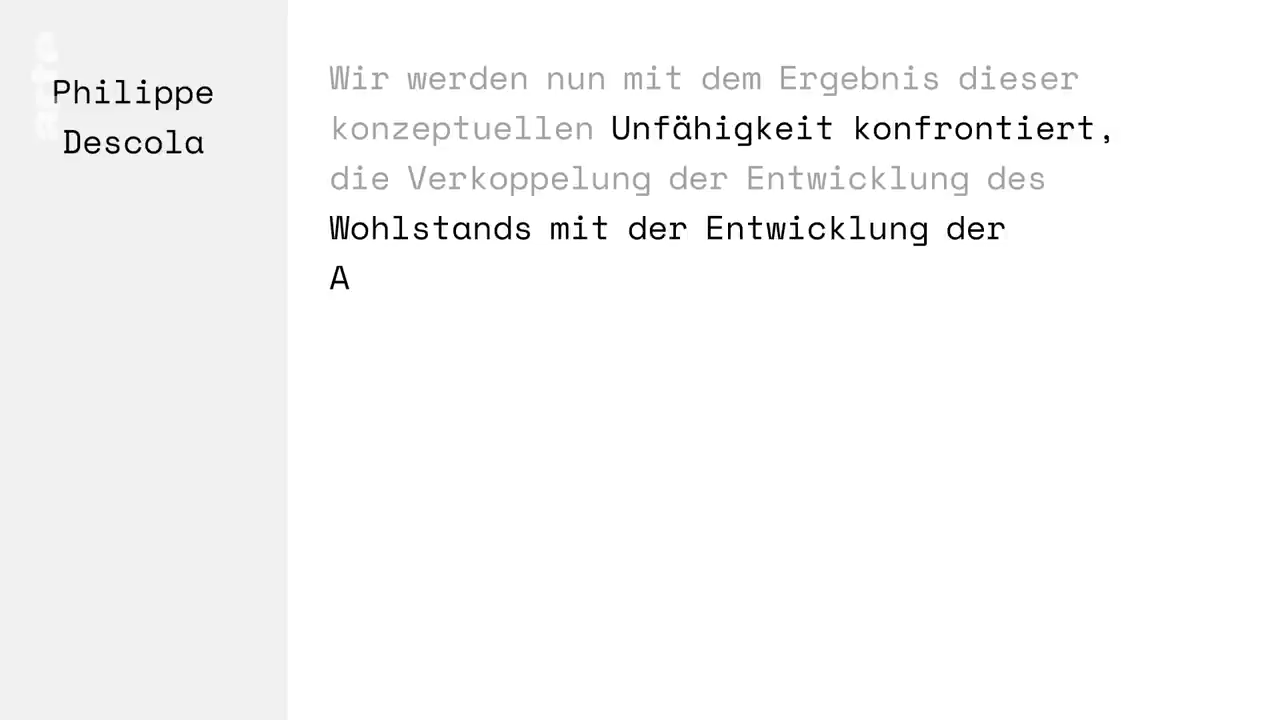 arte
Philippe
Descola
Wir werden nun mit dem Ergebnis dieser
konzeptuellen Unfähigkeit konfrontiert,
die Verkoppelung der Entwicklung des
Wohlstands mit der Entwicklung der
A